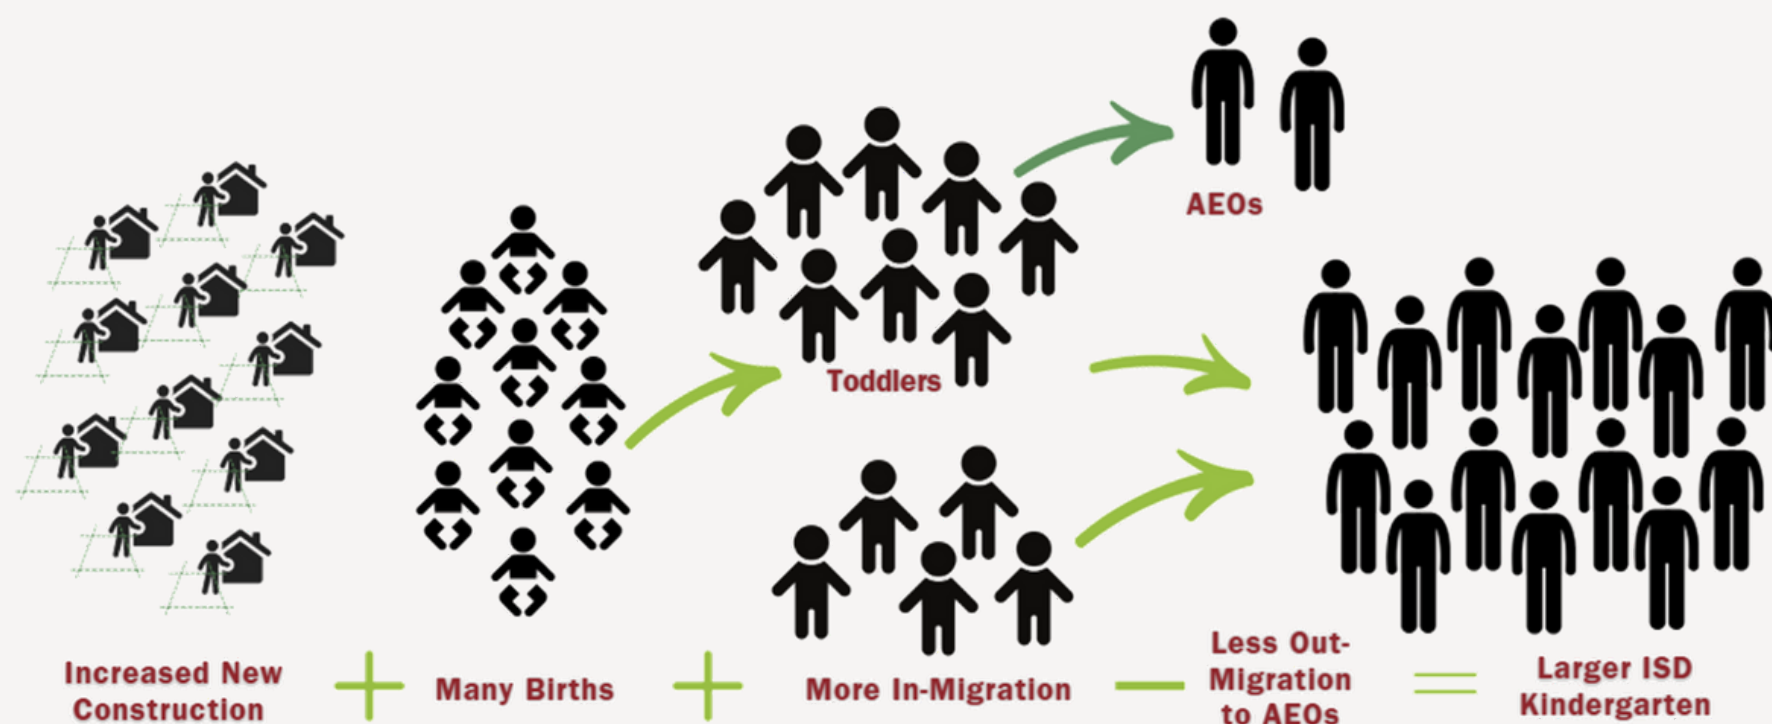 AEOs
Toddlers
Increased New
Construction
+
Many Births
+
More In-Migration
—
Less Out-
Migration
to AEOs
=
Larger ISD
Kindergarten